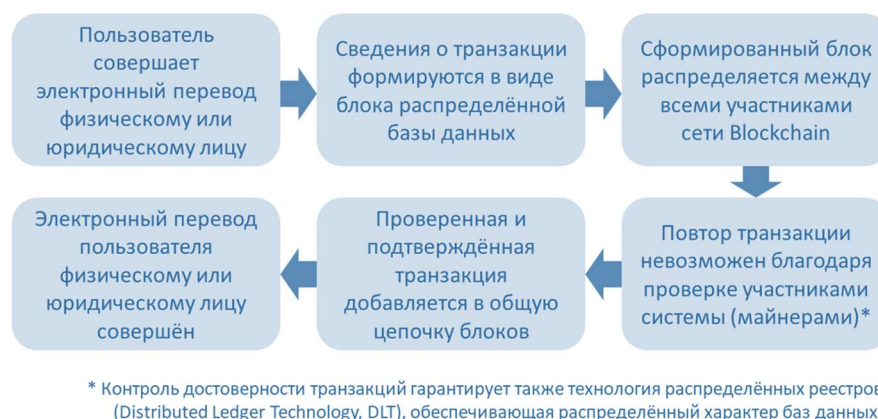 Пользователь
совершает
электронный перевод
физическому или
юридическому лицу
Сведения о транзакции
формируются в виде
блока распределённой
базы данных
Сформированный блок
распределяется между
всеми участниками
сети Blockchain
Повтор транзакции
невозможен благодаря
проверке участниками
системы (майнерами)*
Проверенная и
подтверждённая
транзакция
добавляется в общую
цепочку блоков
Электронный перевод
пользователя
физическому или
юридическому лицу
совершён
* Контроль достоверности транзакций гарантирует также технология распределённых реестров
(Distributed Ledger Technology, DLT), обеспечивающая распределённый характер баз данных